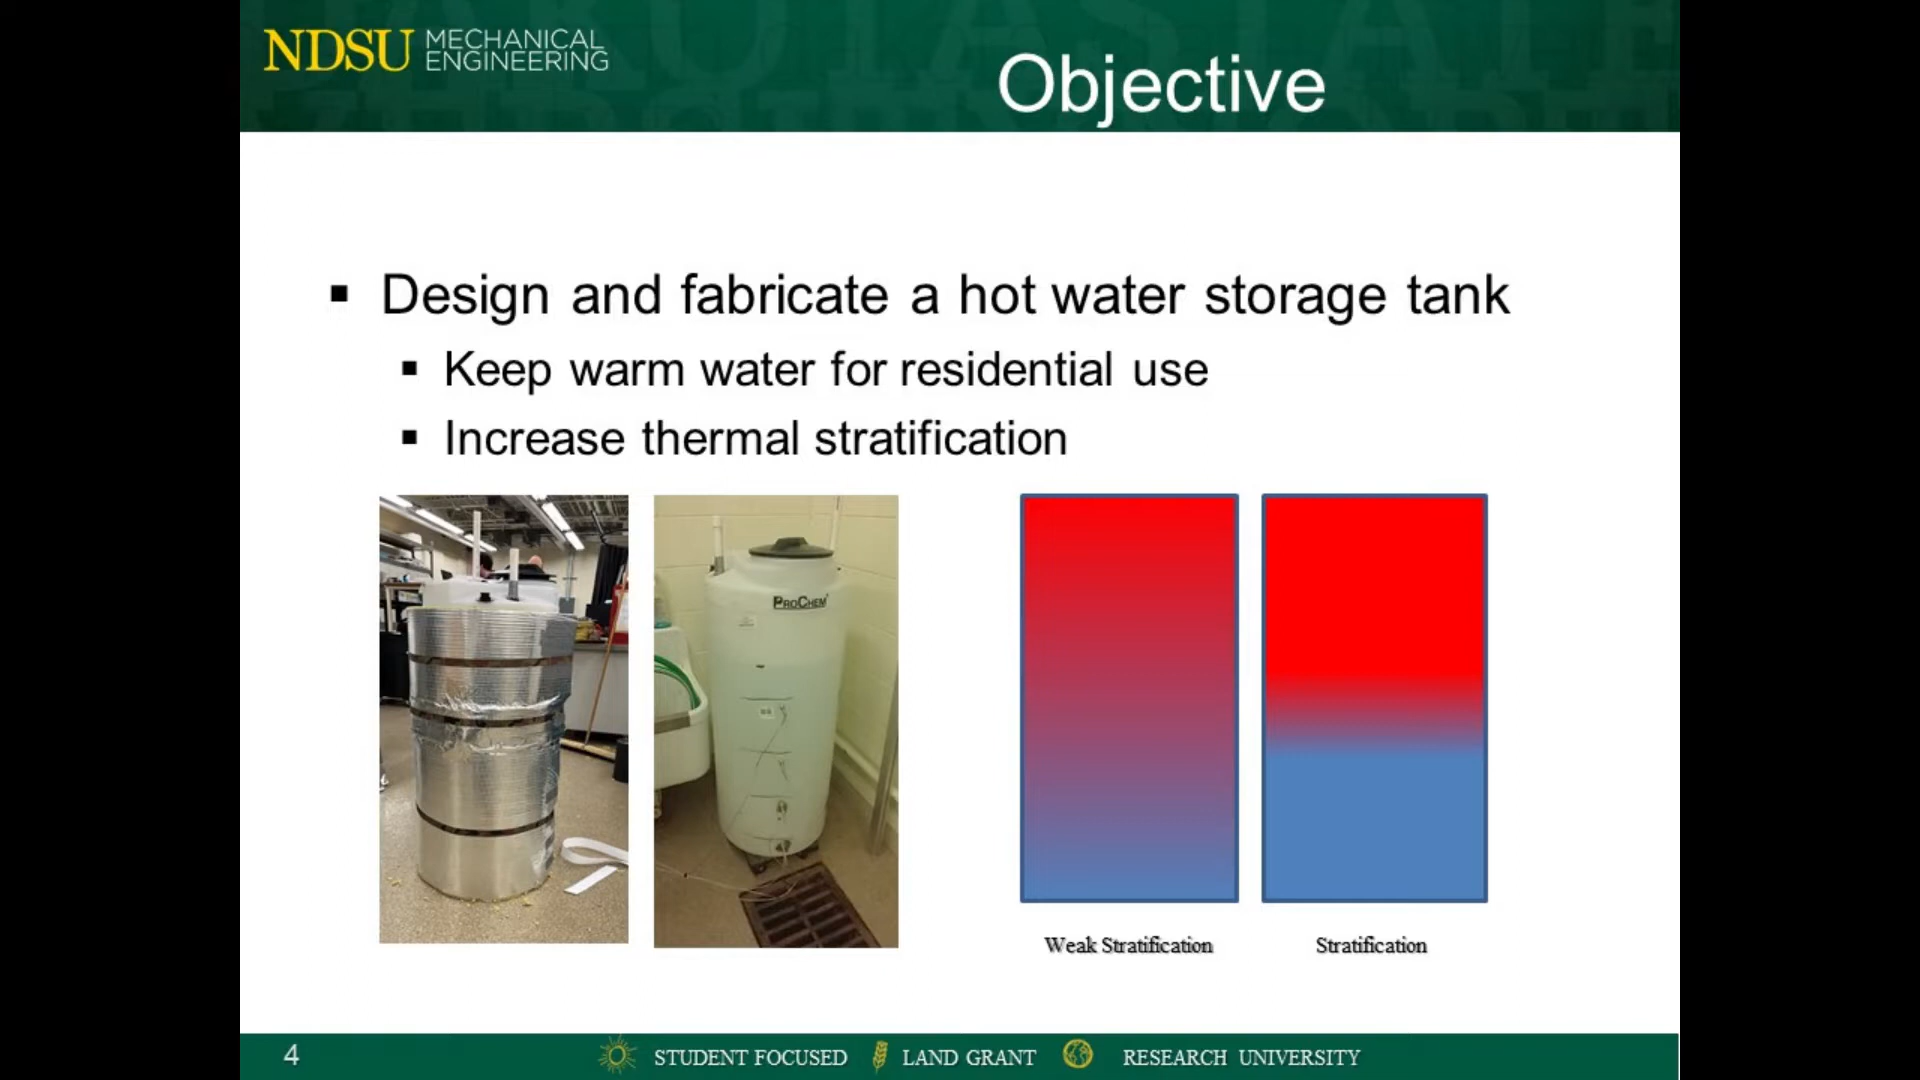 NDSU MECHANICAL
ENGINEERING
Objective
Design and fabricate a hot water storage tank
Keep warm water for residential use
Increase thermal stratification
PROCHEM
Weak Stratification
Stratification
4
STUDENT FOCUSED LAND GRANT RESEARCH UNIVERSITY